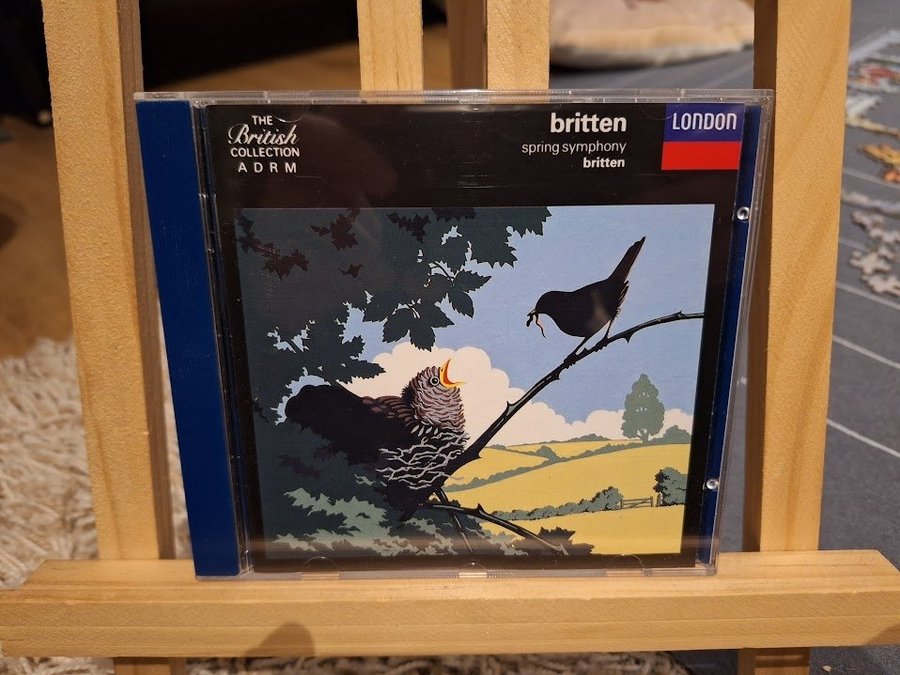 THE
British
COLLECTION
A D R M
britten
spring symphony
britten
LONDON